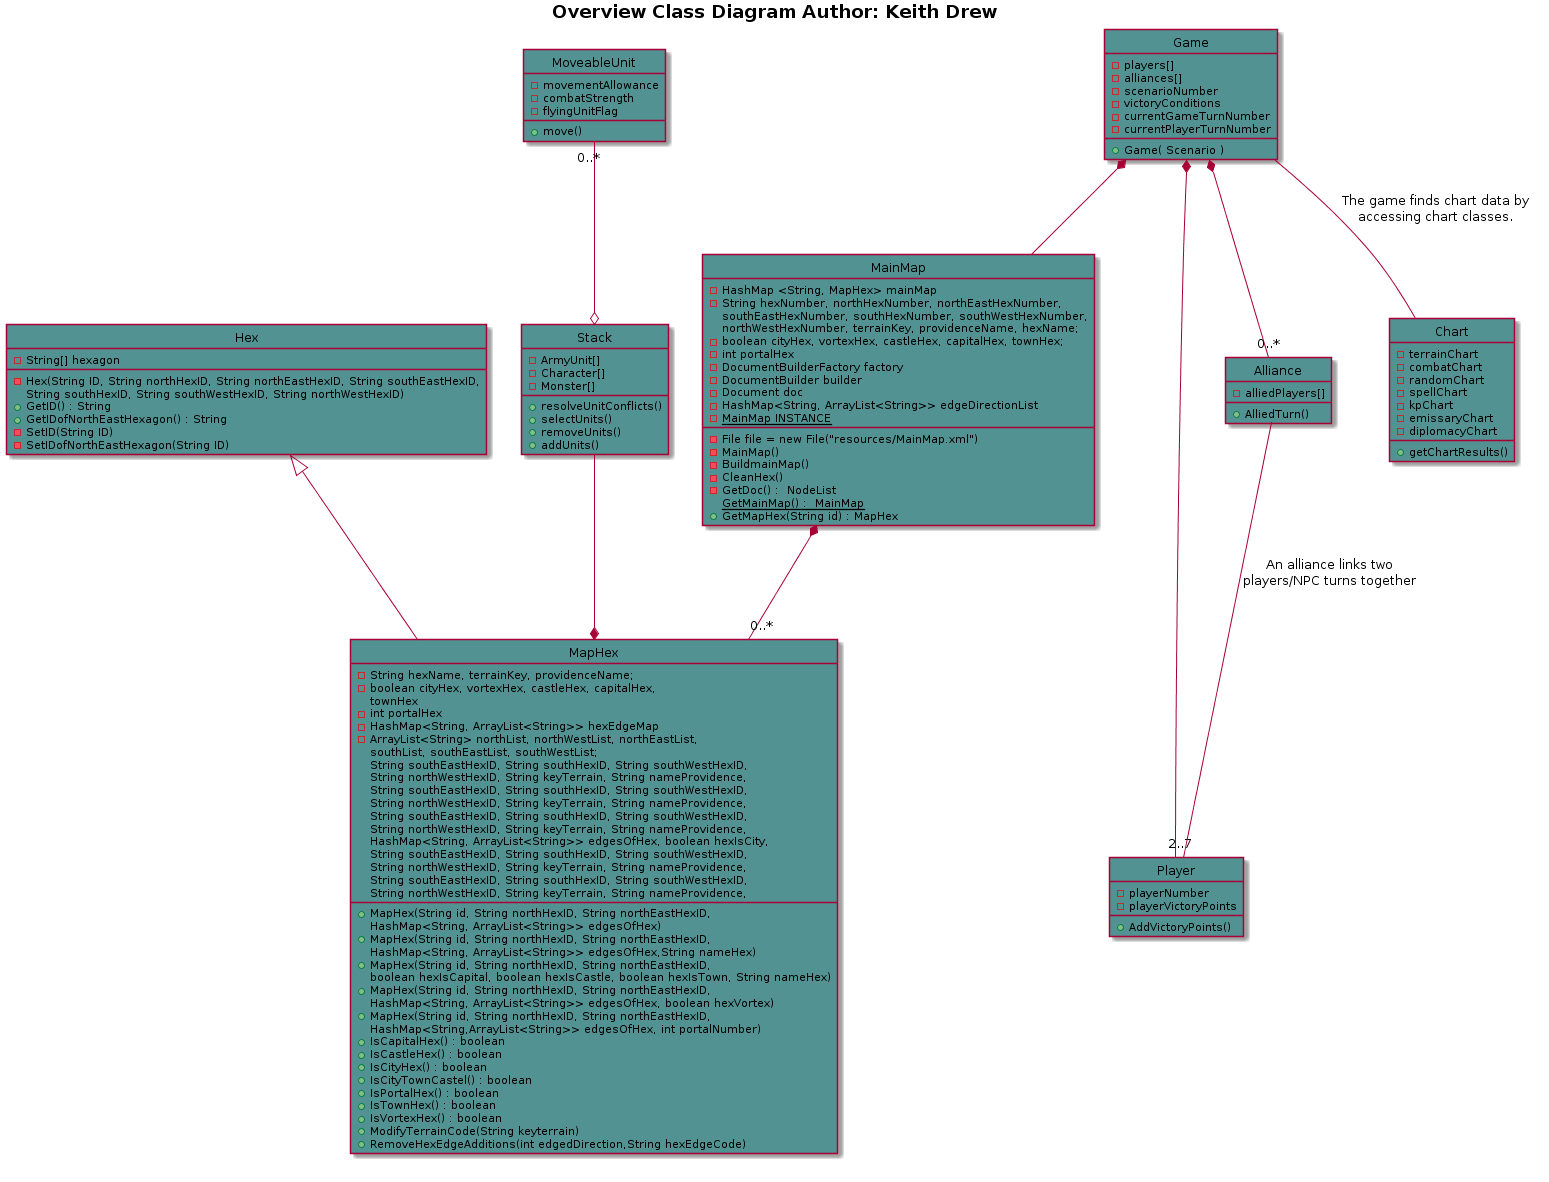 Overview Class Diagram Author: Keith Drew
MoveableUnit
movementAllowance
combatStrength
flyingUnitFlag
move()
0..*
Game
players[]
alliances[]
scenarioNumber
victoryConditions
currentGameTurnNumber
currentPlayerTurnNumber
Game( Scenario )
The game finds chart data by
accessing chart classes.
Hex
String[] hexagon
Hex(String ID, String northHexID, String northEastHexID, String southEastHexID,
String southHexID, String southWestHexID, String northWestHexID)
GetID() : String
GetIDofNorthEastHexagon() : String
SetID(String ID)
SetIDofNorthEastHexagon(String ID)
Stack
ArmyUnit[]
Character[]
Monster[]
resolveUnitConflicts()
selectUnits()
removeUnits()
addUnits()
MainMap
HashMap <String, MapHex> mainMap
String hexNumber, northHexNumber, northEastHexNumber,
southEastHexNumber, southHexNumber, southWestHexNumber,
northWestHexNumber, terrainKey, providenceName, hexName;
boolean cityHex, vortexHex, castleHex, capitalHex, townHex;
int portalHex
DocumentBuilderFactory factory
DocumentBuilder builder
Document doc
HashMap<String, ArrayList<String>> edgeDirectionList
MainMap INSTANCE
File file = new File("resources/MainMap.xml")
MainMap()
BuildmainMap()
CleanHex()
GetDoc() :  NodeList
GetMainMap() :  MainMap
GetMapHex(String id) : MapHex
0..*
Alliance
alliedPlayers[]
AlliedTurn()
Chart
terrainChart
combatChart
randomChart
spellChart
kpChart
emissaryChart
diplomacyChart
getChartResults()
An alliance links two
players/NPC turns together
0..*
MapHex
String hexName, terrainKey, providenceName;
boolean cityHex, vortexHex, castleHex, capitalHex,
townHex
int portalHex
HashMap<String, ArrayList<String>> hexEdgeMap
ArrayList<String> northList, northWestList, northEastList,
southList, southEastList, southWestList;
String southEastHexID, String southHexID, String southWestHexID,
String northWestHexID, String keyTerrain, String nameProvidence,
String southEastHexID, String southHexID, String southWestHexID,
String northWestHexID, String keyTerrain, String nameProvidence,
String southEastHexID, String southHexID, String southWestHexID,
String northWestHexID, String keyTerrain, String nameProvidence,
HashMap<String, ArrayList<String>> edgesOfHex, boolean hexIsCity,
String southEastHexID, String southHexID, String southWestHexID,
String northWestHexID, String keyTerrain, String nameProvidence,
String southEastHexID, String southHexID, String southWestHexID,
String northWestHexID, String keyTerrain, String nameProvidence,
MapHex(String id, String northHexID, String northEastHexID,
HashMap<String, ArrayList<String>> edgesOfHex)
MapHex(String id, String northHexID, String northEastHexID,
HashMap<String, ArrayList<String>> edgesOfHex,String nameHex)
MapHex(String id, String northHexID, String northEastHexID,
boolean hexIsCapital, boolean hexIsCastle, boolean hexIsTown, String nameHex)
MapHex(String id, String northHexID, String northEastHexID,
HashMap<String, ArrayList<String>> edgesOfHex, boolean hexVortex)
MapHex(String id, String northHexID, String northEastHexID,
HashMap<String,ArrayList<String>> edgesOfHex, int portalNumber)
IsCapitalHex() : boolean
IsCastleHex() : boolean
IsCityHex() : boolean
IsCityTownCastel() : boolean
IsPortalHex() : boolean
IsTownHex() : boolean
IsVortexHex() : boolean
ModifyTerrainCode(String keyterrain)
RemoveHexEdgeAdditions(int edgedDirection,String hexEdgeCode)
2..7
Player
playerNumber
playerVictoryPoints
AddVictoryPoints()